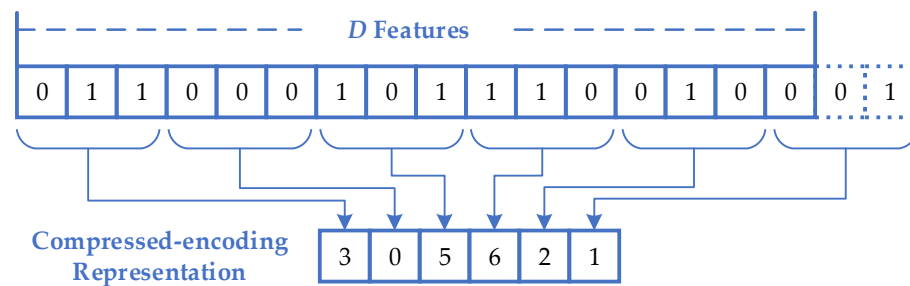 D Features
0 1 1 0 0 0 1 0 1 1 1 0 0 1 0 0 0 1
Compressed-encoding
Representation
3 0 5 6 2 1